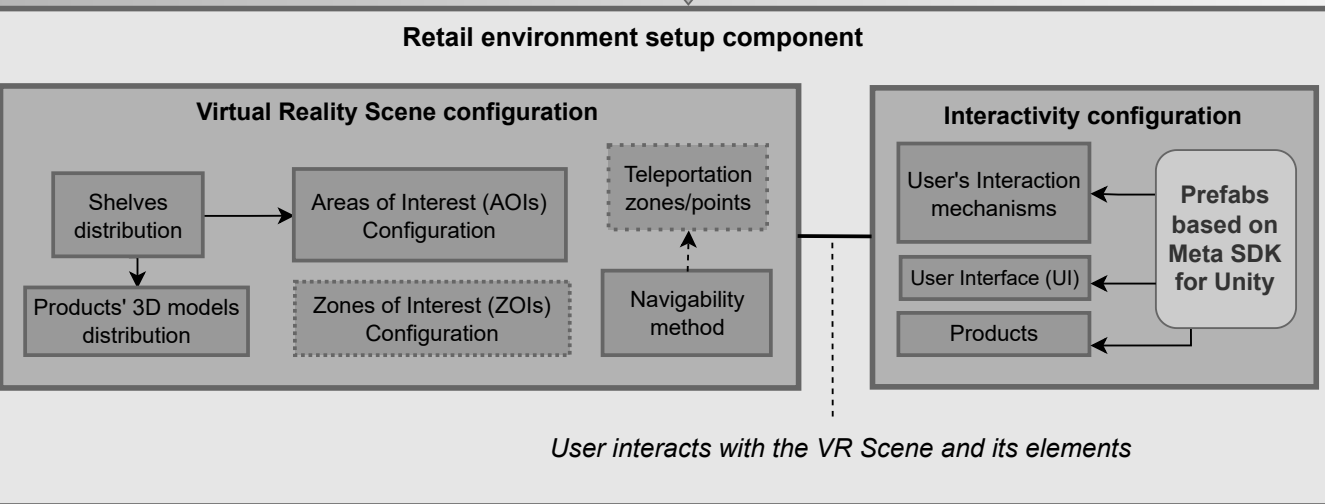 Retail environment setup component
Virtual Reality Scene configuration
Shelves
distribution
Areas of Interest (AOIs)
Configuration
Teleportation
zones/points
Products' 3D models
distribution
Zones of Interest (ZOIs)
Configuration
Navigability
method
Interactivity configuration
User's Interaction
mechanisms
User Interface (UI)
Products
Prefabs
based on
Meta SDK
for Unity
User interacts with the VR Scene and its elements